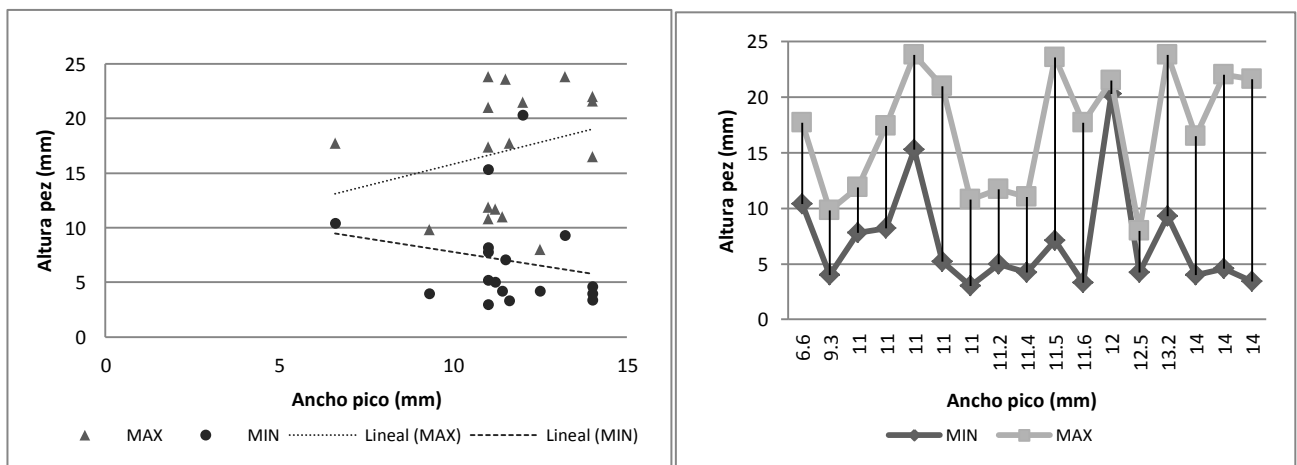 Altura pez (mm)
25
20
15
10
5
0
0 5 10 15
Ancho pico (mm)
MAX MIN Lineal (MAX) Lineal (MIN)
Altura pez (mm)
25
20
15
10
5
0
6.6 9.3 11 11 11 11 11 11.2 11.4 11.5 11.6 12 12.5 13.2 14 14 14
Ancho pico (mm)
MIN MAX